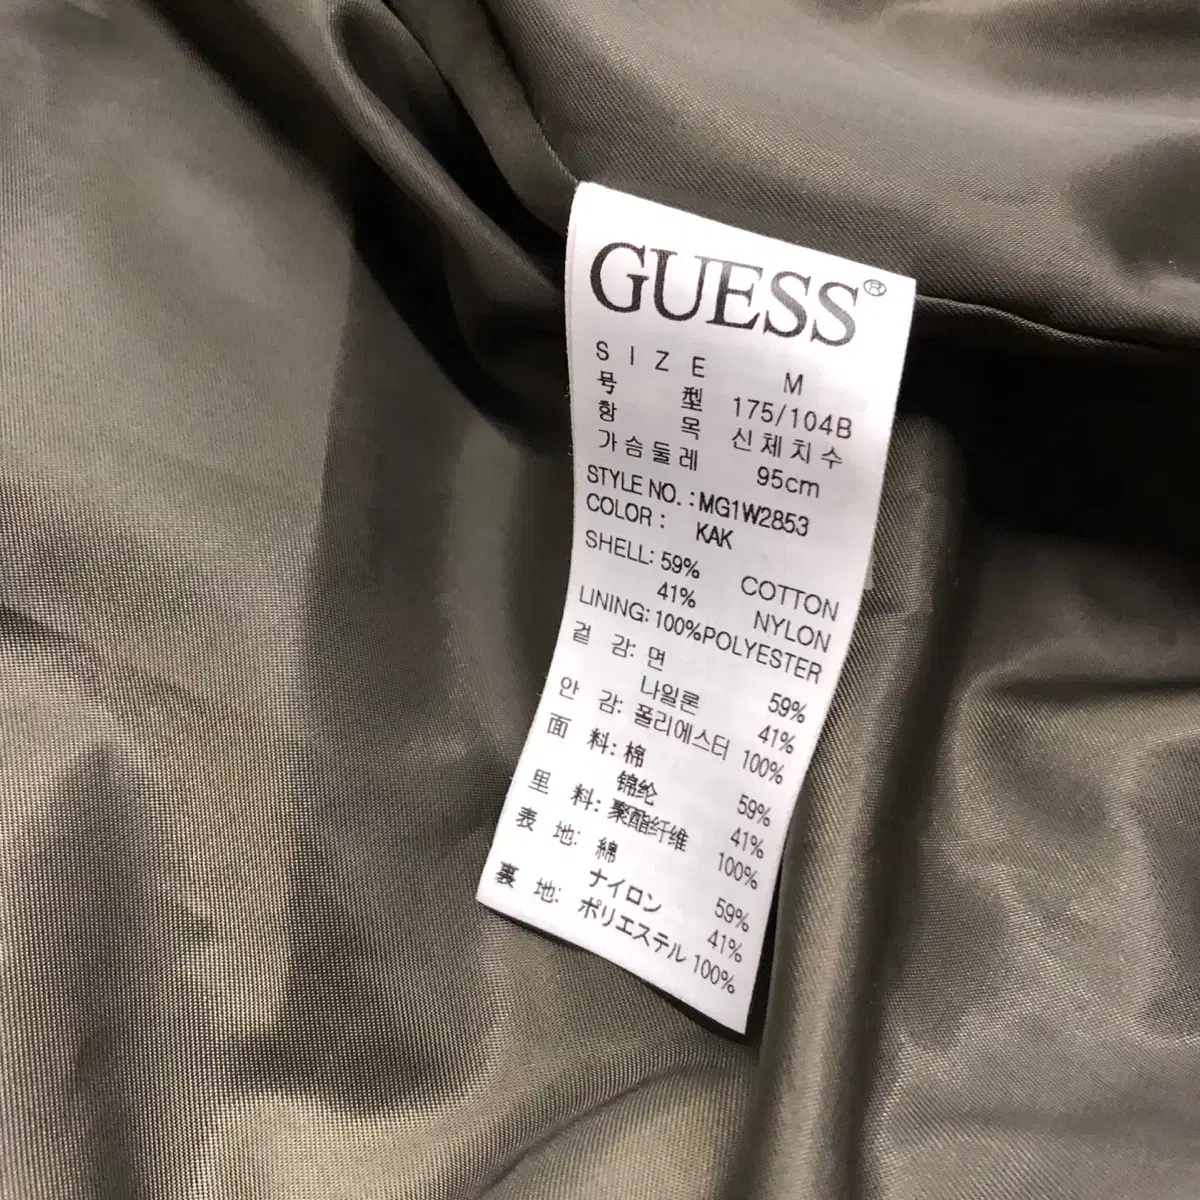 GUESS®
SIZE M
号型 175/104B
항목 신체치수
가슴둘레 95cm
STYLE NO. : MG1W2853
COLOR : KAK
SHELL: 59% COTTON
41% NYLON
LINING: 100%POLYESTER
겉감: 면 59%
나일론 41%
안감: 폴리에스터 100%
面料: 棉 59%
锦纶 41%
里料: 聚酯纤维 100%
表地: 綿 59%
ナイロン 41%
裏地: ポリエステル 100%